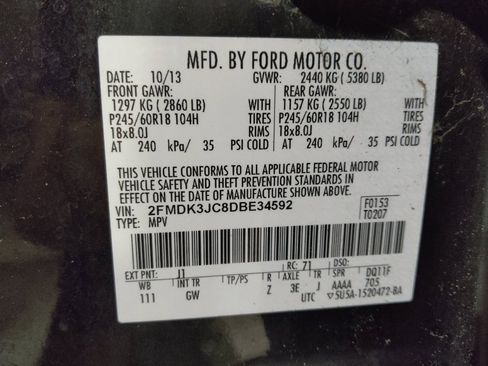 MFD. BY FORD MOTOR CO.
DATE: 10/13 GVWR: 2440 KG ( 5380 LB)
FRONT GAWR: REAR GAWR:
1297 KG ( 2860 LB) WITH 1157 KG ( 2550 LB) WITH
P245/60R18 104H TIRES P245/60R18 104H TIRES
18x8.0J RIMS 18x8.0J RIMS
AT 240 kPa/ 35 PSI COLD AT 240 kPa/ 35 PSI COLD
THIS VEHICLE CONFORMS TO ALL APPLICABLE FEDERAL MOTOR
VEHICLE SAFETY AND THEFT PREVENTION STANDARDS IN
EFFECT ON THE DATE OF MANUFACTURE SHOWN ABOVE.
VIN: 2FMDK3JC8DBE34592 F0153
TYPE: MPV T0207
EXT PNT: J1 RC: 71 DSO:
WB INT TR TP/PS R AXLE TR SPR DQ11F
111 GW Z 3E J AAAA 705
UTC ▽5U5A-1520472-BA